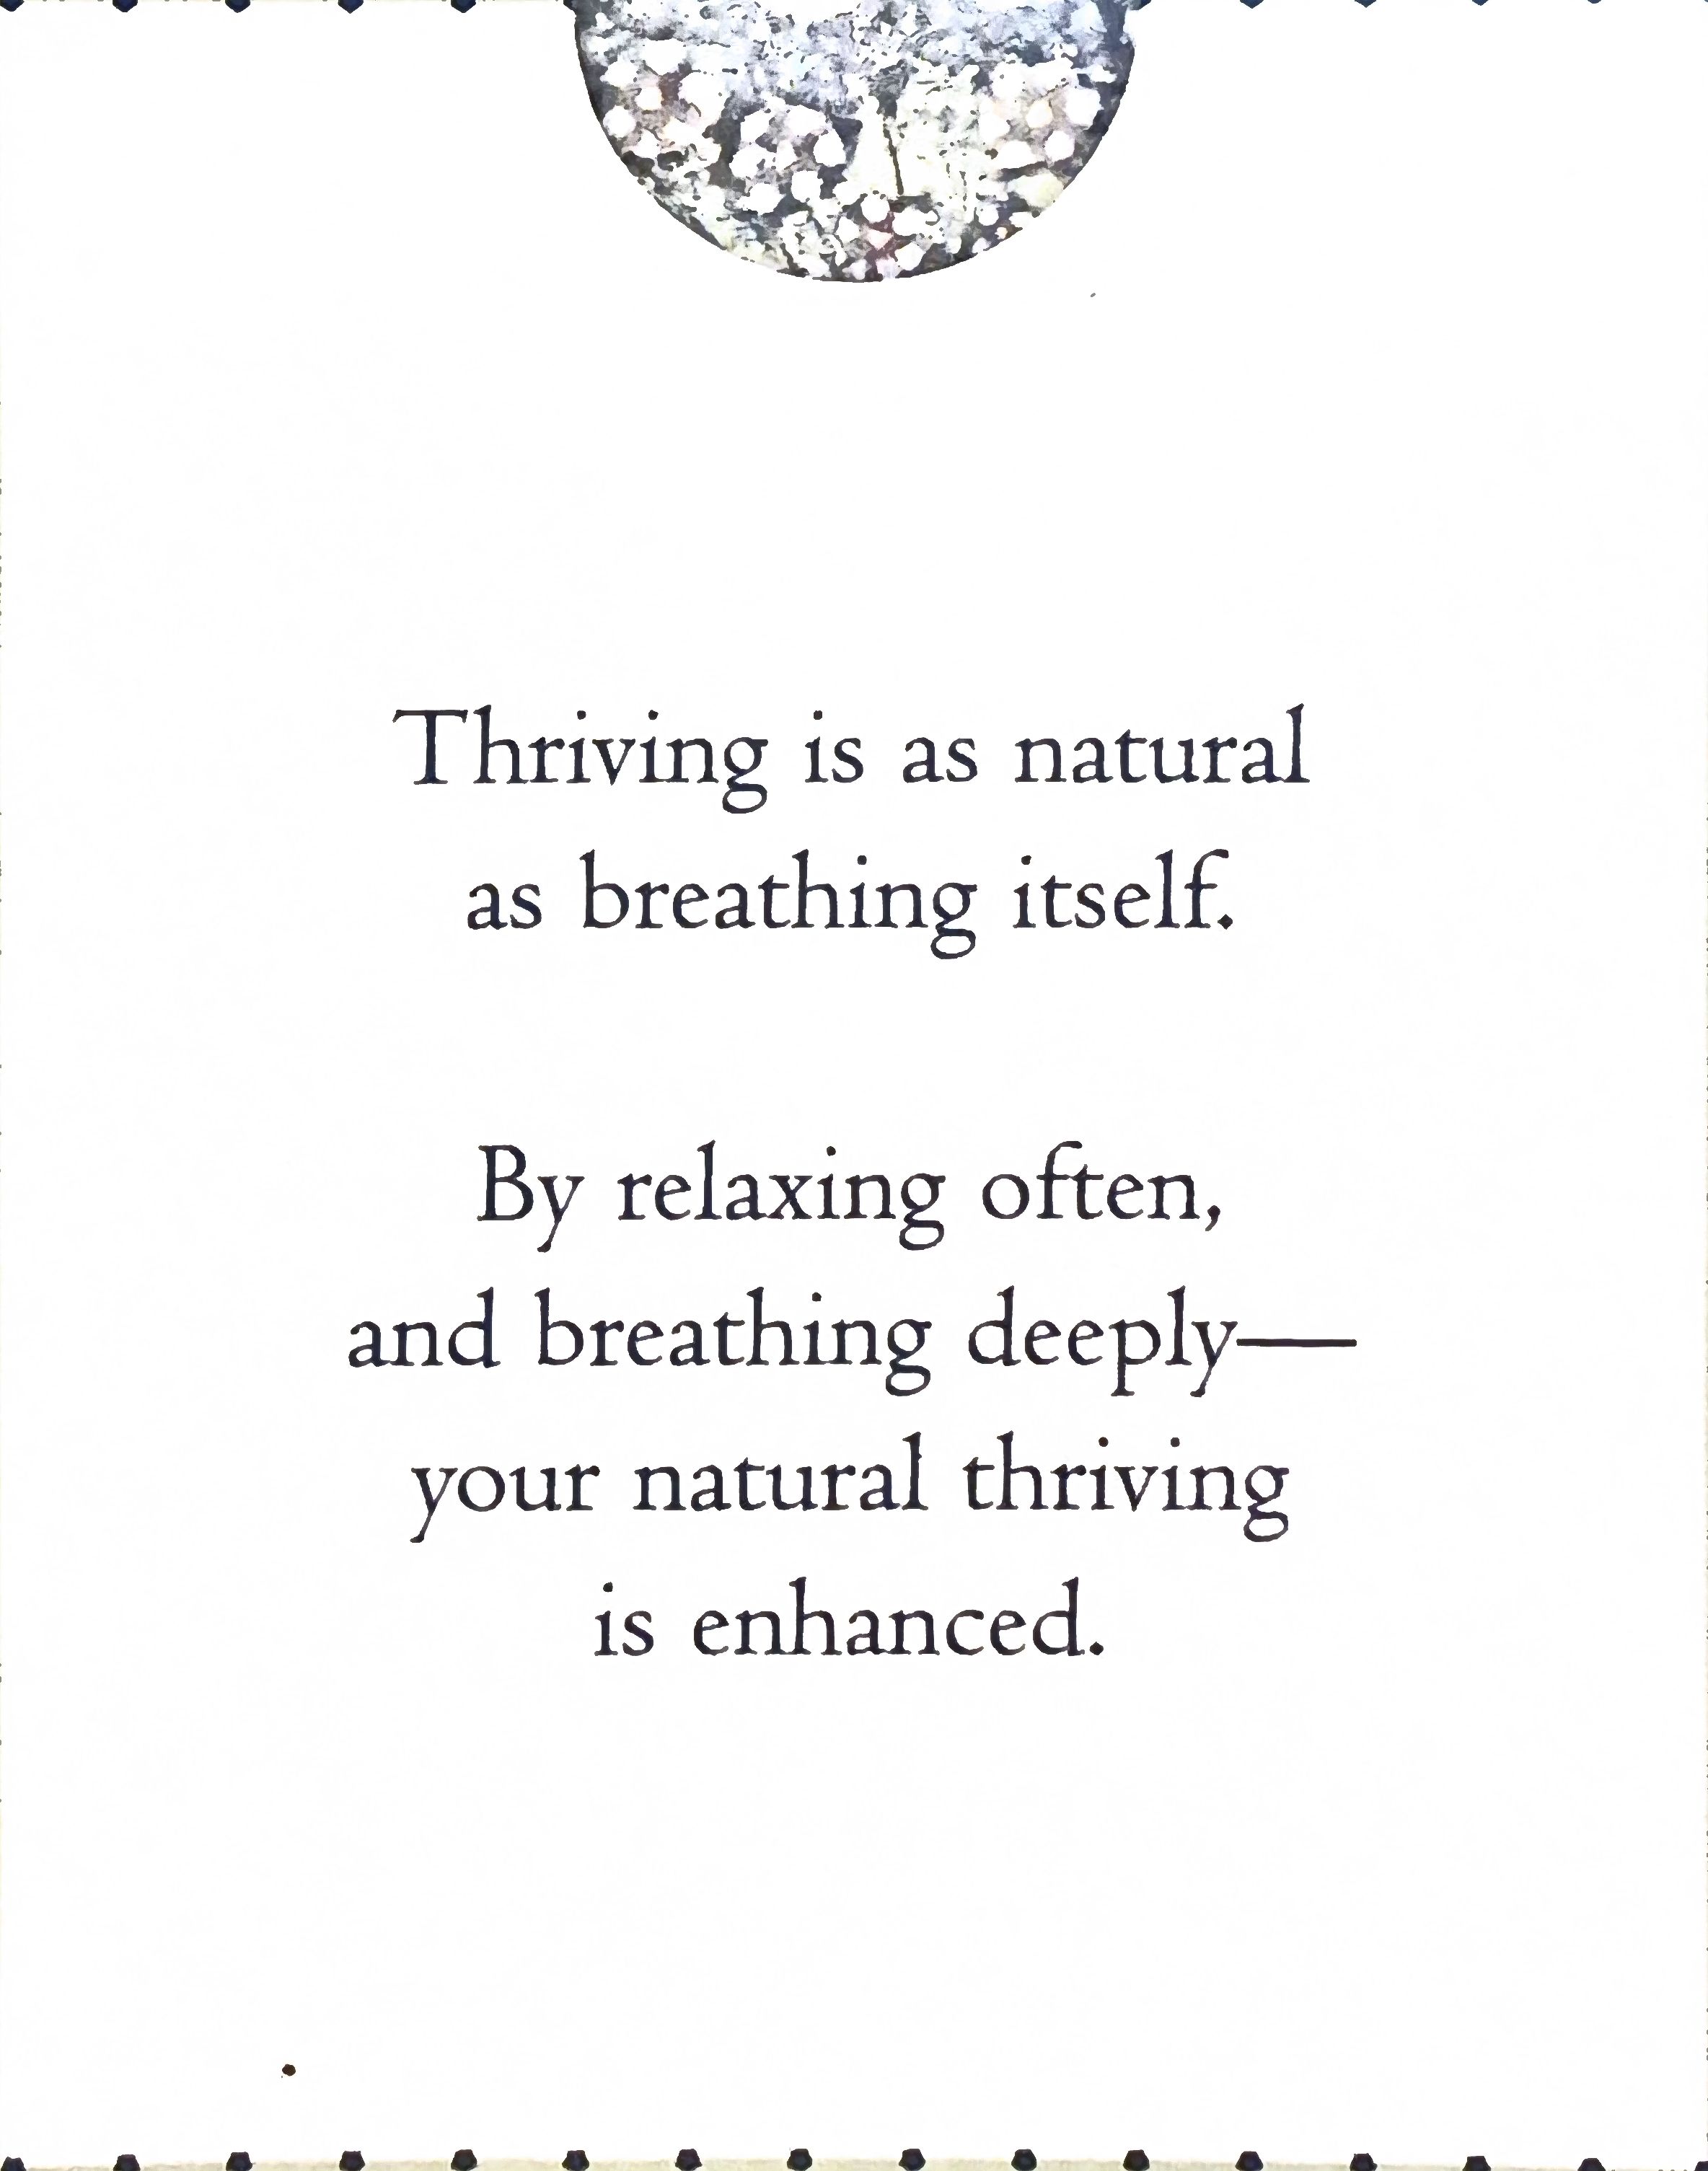 Thriving is as natural
as breathing itself.
By relaxing often,
and breathing deeply—
your natural thriving
is enhanced.